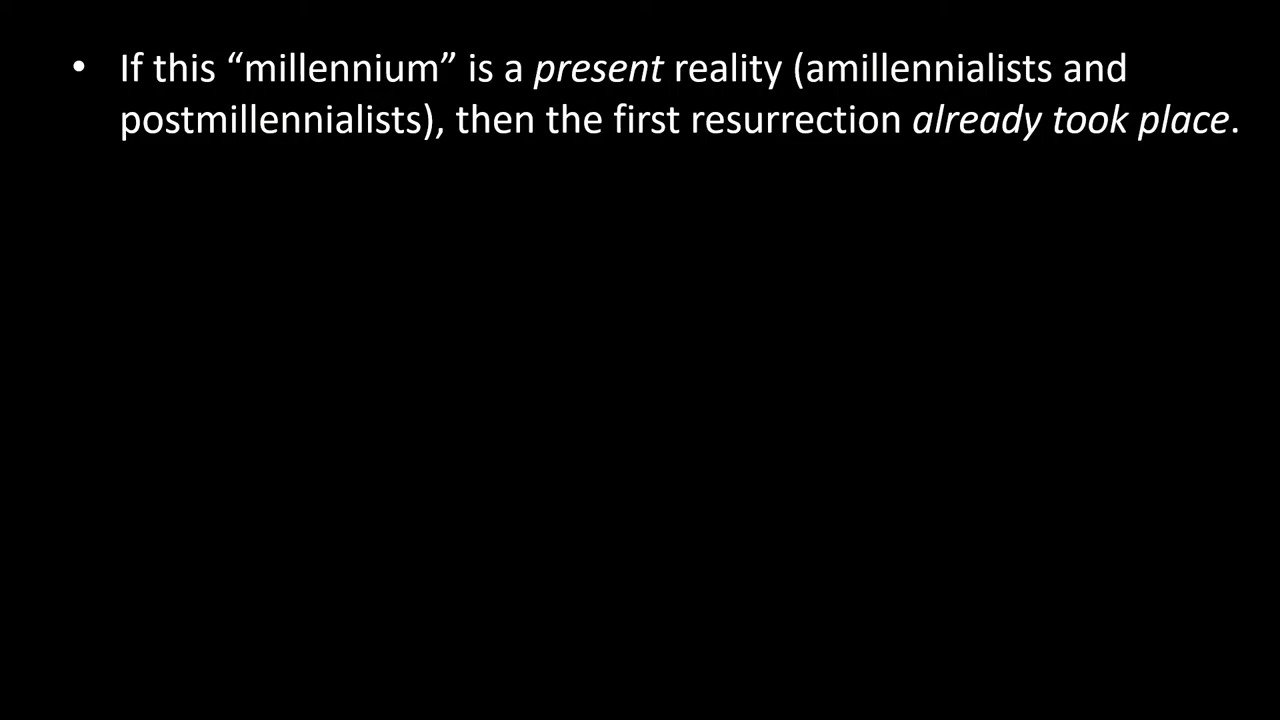 • If this “millennium” is a present reality (amillennialists and
postmillennialists), then the first resurrection already took place.